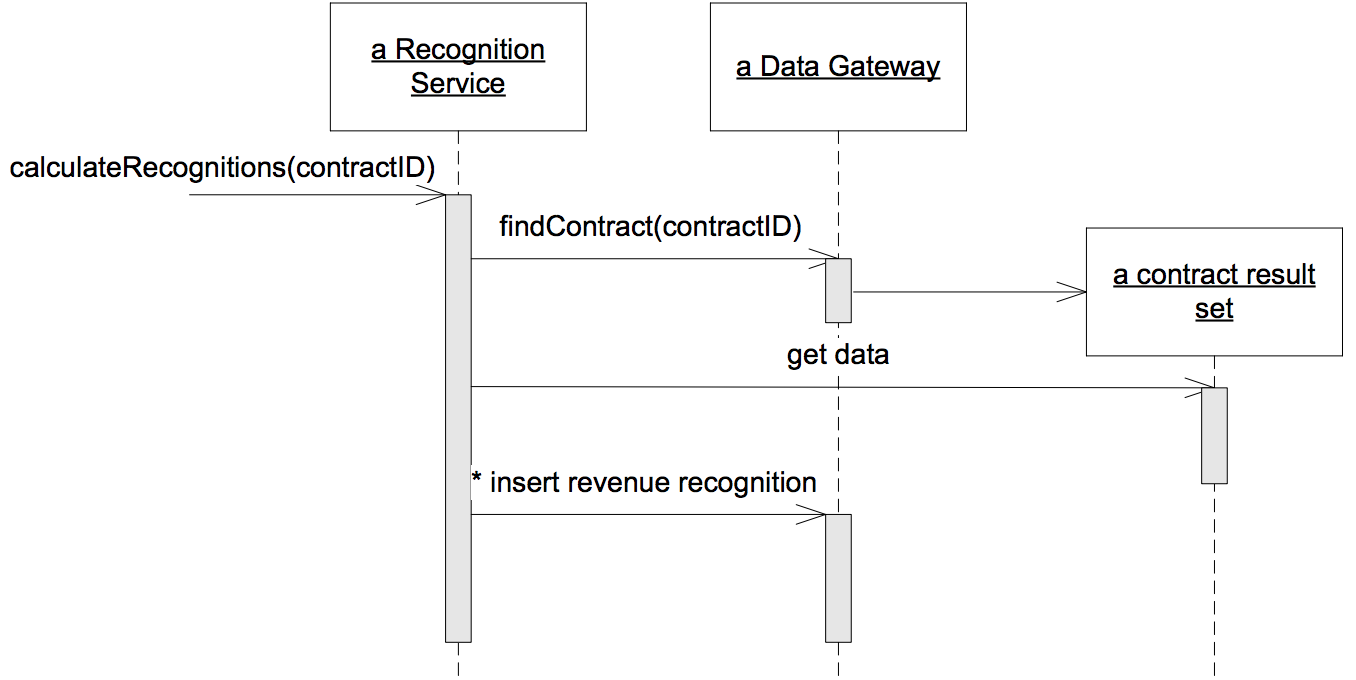 a Recognition
Service
a Data Gateway
calculateRecognitions(contractID)
findContract(contractID)
a contract result
set
get data
* insert revenue recognition